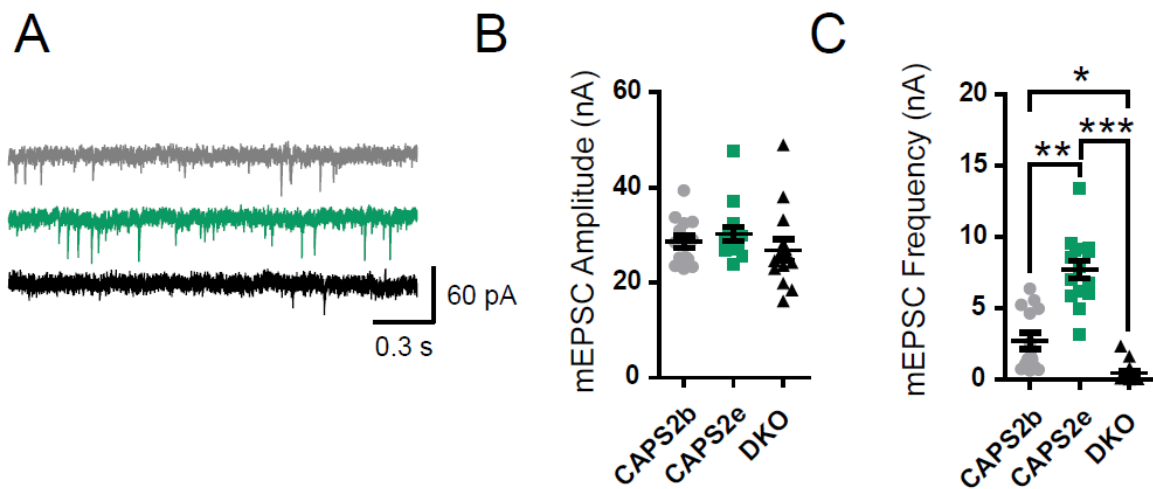 A
60 pA
0.3 s
B
mEPSC Amplitude (nA)
60
40
20
0
CAPS2b
CAPS2e
DKO
C
mEPSC Frequency (nA)
20
15
10
5
0
*
***
**
CAPS2b
CAPS2e
DKO